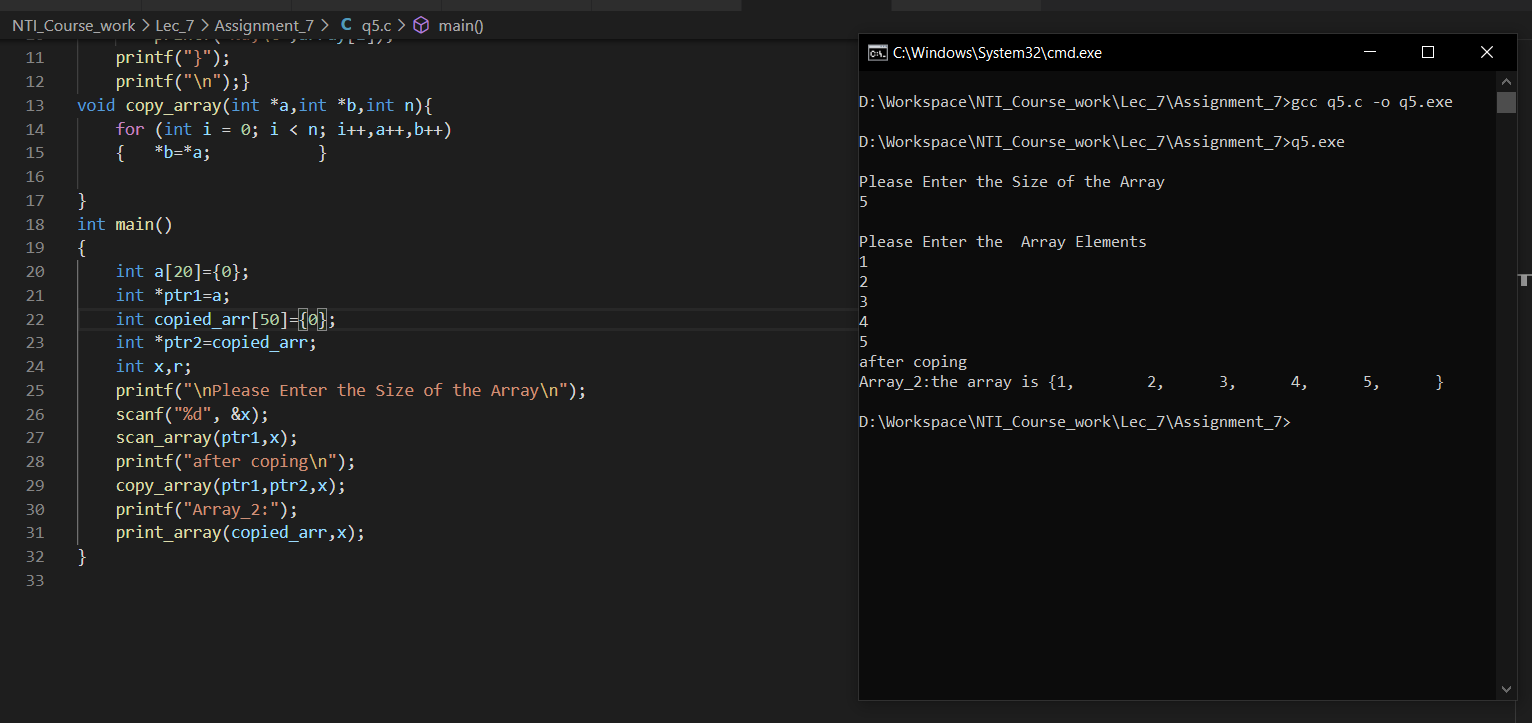 NTI_Course_work > Lec_7 > Assignment_7 > C q5.c > main()
11 printf("}");
12 printf("\n");}
13 void copy_array(int *a,int *b,int n){
14 for (int i = 0; i < n; i++,a++,b++)
15 { *b=*a; }
16
17 }
18 int main()
19 {
20 int a[20]={0};
21 int *ptr1=a;
22 int copied_arr[50]={0};
23 int *ptr2=copied_arr;
24 int x,r;
25 printf("\nPlease Enter the Size of the Array\n");
26 scanf("%d", &x);
27 scan_array(ptr1,x);
28 printf("after coping\n");
29 copy_array(ptr1,ptr2,x);
30 printf("Array_2:");
31 print_array(copied_arr,x);
32 }
33
C:\Windows\System32\cmd.exe
D:\Workspace\NTI_Course_work\Lec_7\Assignment_7>gcc q5.c -o q5.exe
D:\Workspace\NTI_Course_work\Lec_7\Assignment_7>q5.exe
Please Enter the Size of the Array
5
Please Enter the  Array Elements
1
2
3
4
5
after coping
Array_2:the array is {1, 2, 3, 4, 5, }
D:\Workspace\NTI_Course_work\Lec_7\Assignment_7>